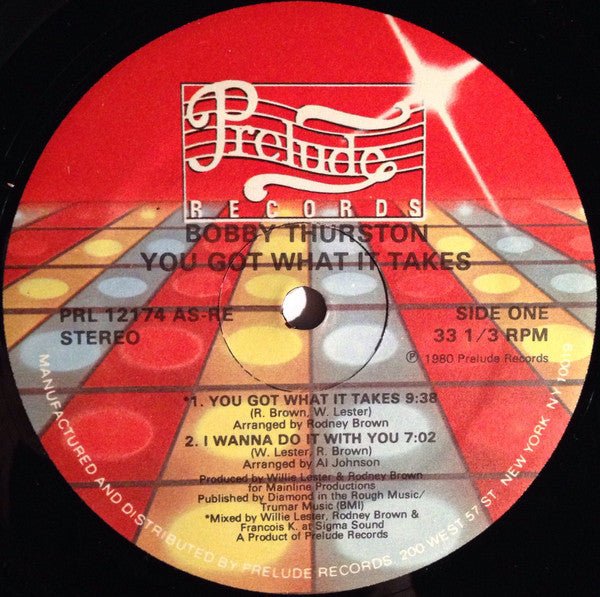 Prelude
RECORDS
BOBBY THURSTON
YOU GOT WHAT IT TAKES
PRL 12174 AS-RE
STEREO
SIDE ONE
33 1/3 RPM
℗ 1980 Prelude Records
*1. YOU GOT WHAT IT TAKES 9:38
(R. Brown, W. Lester)
Arranged by Rodney Brown
2. I WANNA DO IT WITH YOU 7:02
(W. Lester, R. Brown)
Arranged by Al Johnson
Produced by Willie Lester & Rodney Brown
for Mainline Productions
Published by Diamond in the Rough Music/
Trumar Music (BMI)
*Mixed by Willie Lester, Rodney Brown &
Francois K. at Sigma Sound
A Product of Prelude Records
MANUFACTURED AND DISTRIBUTED BY PRELUDE RECORDS, 200 WEST 57 ST. NEW YORK, NY 10019